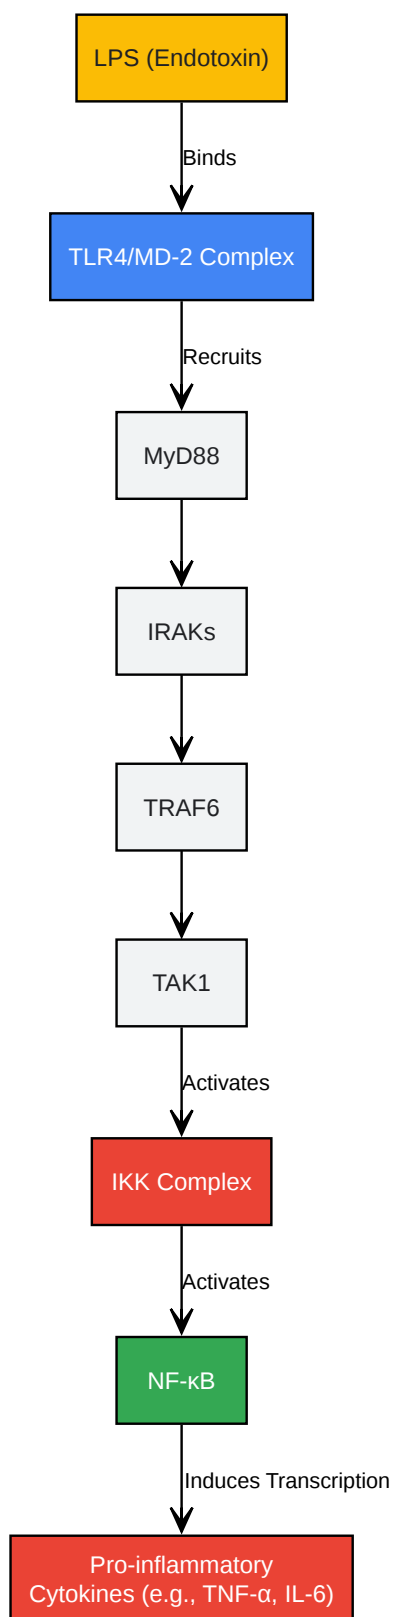 LPS (Endotoxin)
Binds
TLR4/MD-2 Complex
Recruits
MyD88
IRAKs
TRAF6
TAK1
Activates
IKK Complex
Activates
NF-κB
Induces Transcription
Pro-inflammatory
Cytokines (e.g., TNF-α, IL-6)